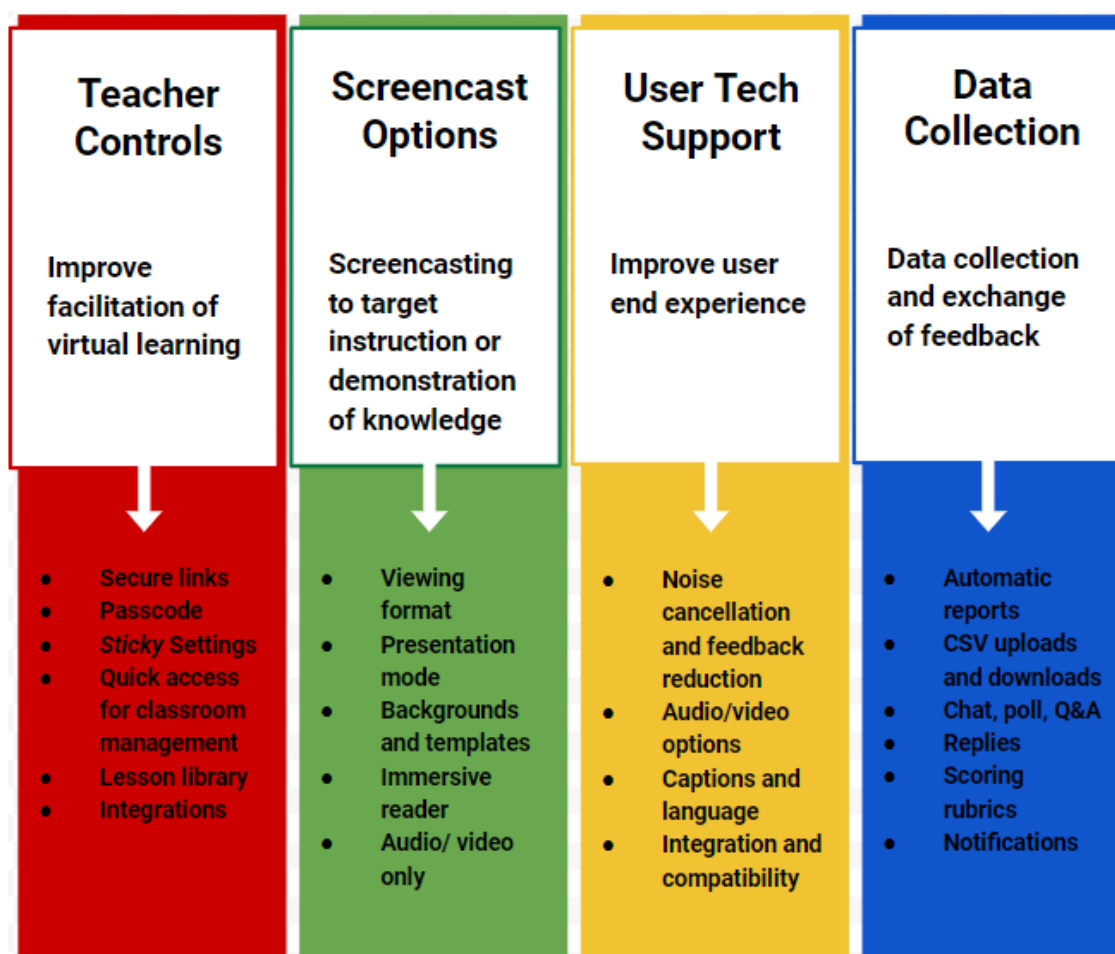 Teacher
Controls
Improve
facilitation of
virtual learning
● Secure links
● Passcode
● Sticky Settings
● Quick access
for classroom
management
● Lesson library
● Integrations
Screencast
Options
Screencasting
to target
instruction or
demonstration
of knowledge
● Viewing
format
● Presentation
mode
● Backgrounds
and templates
● Immersive
reader
● Audio/ video
only
User Tech
Support
Improve user
end experience
● Noise
cancellation
and feedback
reduction
● Audio/video
options
● Captions and
language
● Integration and
compatibility
Data
Collection
Data collection
and exchange
of feedback
● Automatic
reports
● CSV uploads
and downloads
● Chat, poll, Q&A
● Replies
● Scoring
rubrics
● Notifications